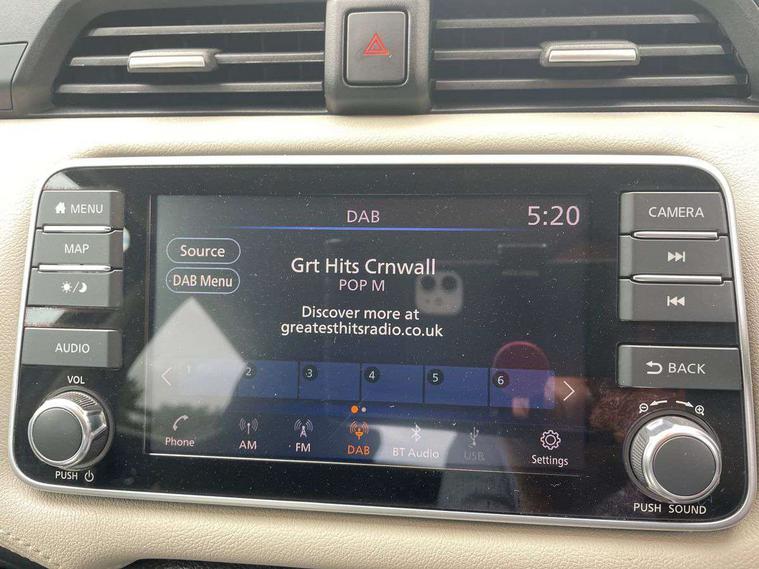 DAB
5:20
MENU
MAP
AUDIO
VOL
PUSH
Source
DAB Menu
Grt Hits Crnwall
POP M
Discover more at
greatesthitsradio.co.uk
1 2 3 4 5 6
Phone AM FM DAB BT Audio USB Settings
CAMERA
BACK
PUSH SOUND